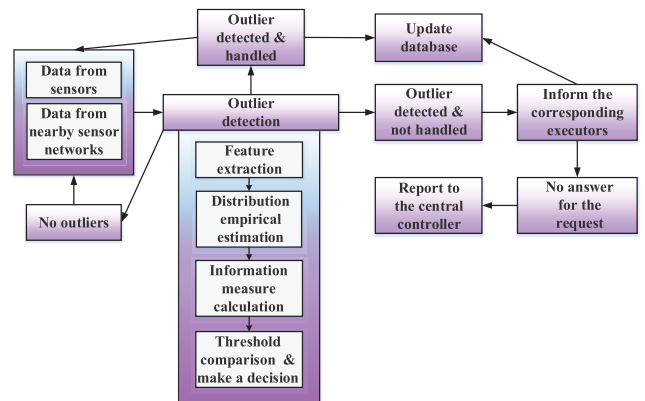 Outlier
detected &
handled
Update
database
Data from
sensors
Data from
nearby sensor
networks
Outlier
detection
Outlier
detected &
not handled
Inform the
corresponding
executors
Feature
extraction
No outliers
Distribution
empirical
estimation
Report to
the central
controller
No answer
for the
request
Information
measure
calculation
Threshold
comparison &
make a decision